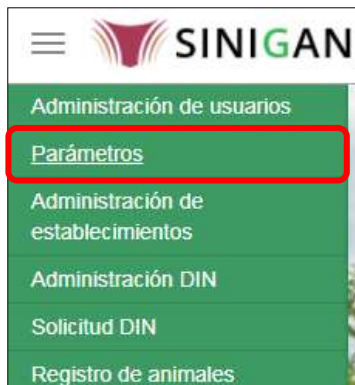 SINIGAN
Administración de usuarios
Parámetros
Administración de
establecimientos
Administración DIN
Solicitud DIN
Registro de animales